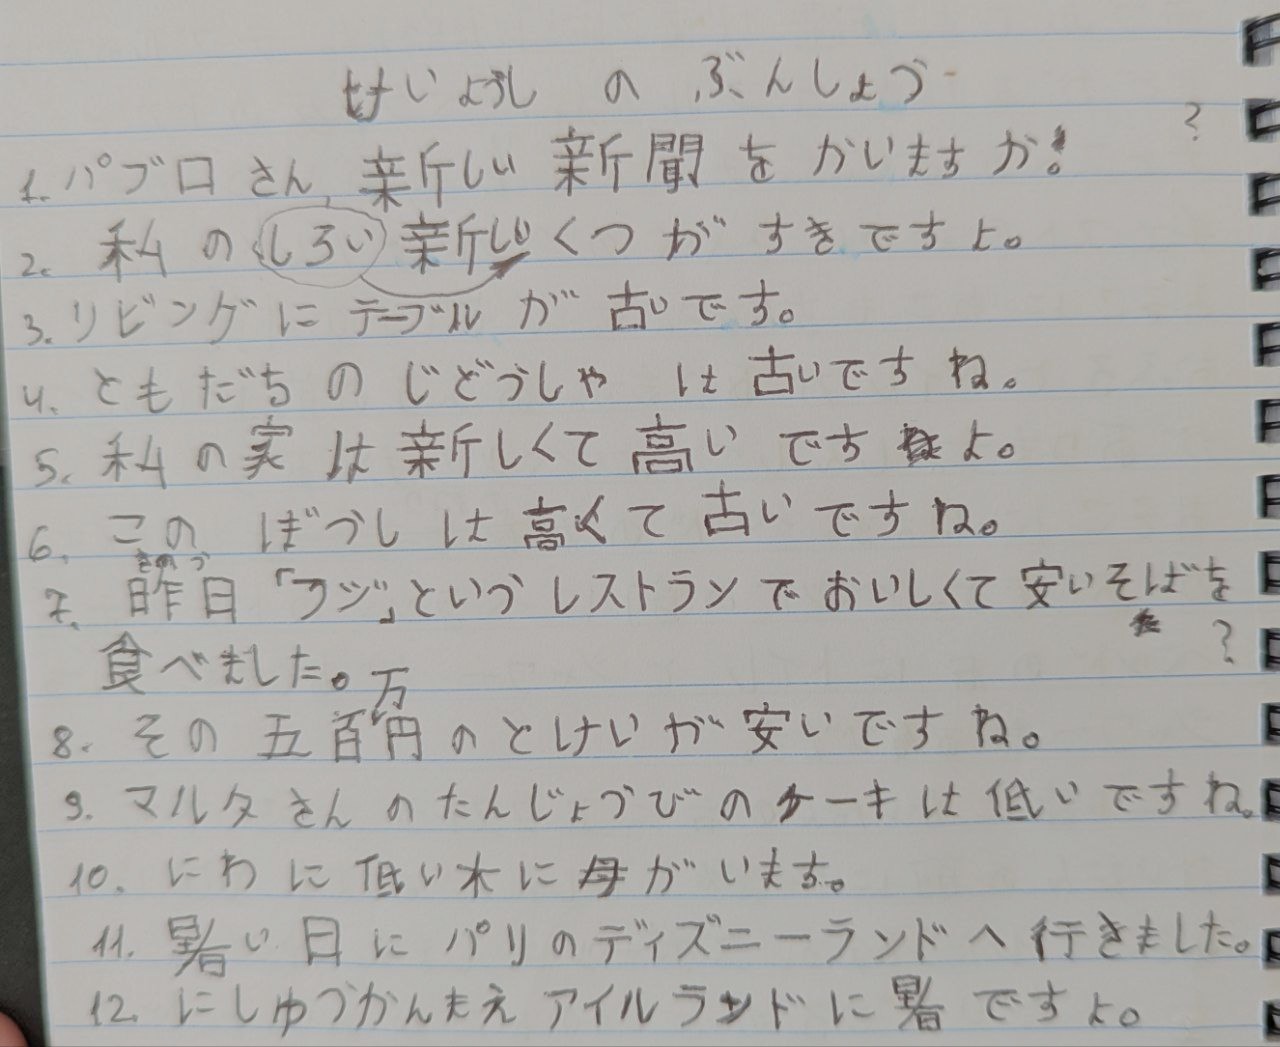 けいようしの ぶんしょう
?
1. パブロさん、新しい 新聞を かいますか!
2. 私の しろい 新しい くつが すきですよ。
3. リビングに テーブルが 古いです。
4. ともだちの じどうしゃ は 古いですね。
5. 私の 実は 新しくて 高いです よ。
6. この ぼうしは 高くて 古いですね。
きのう
7. 昨日「フジ」という レストランで おいしくて 安いそばを
?
食べました。
万
8. その 五百円の とけいが 安いですね。
9. マルタさんの たんじょうびの ケーキは 低いですね。
10. にわに 低い木に 母が います。
11. 暑い 日に パリの ディズニーランドへ 行きました。
12. にしゅうかんまえ アイルランドに 暑ですよ。